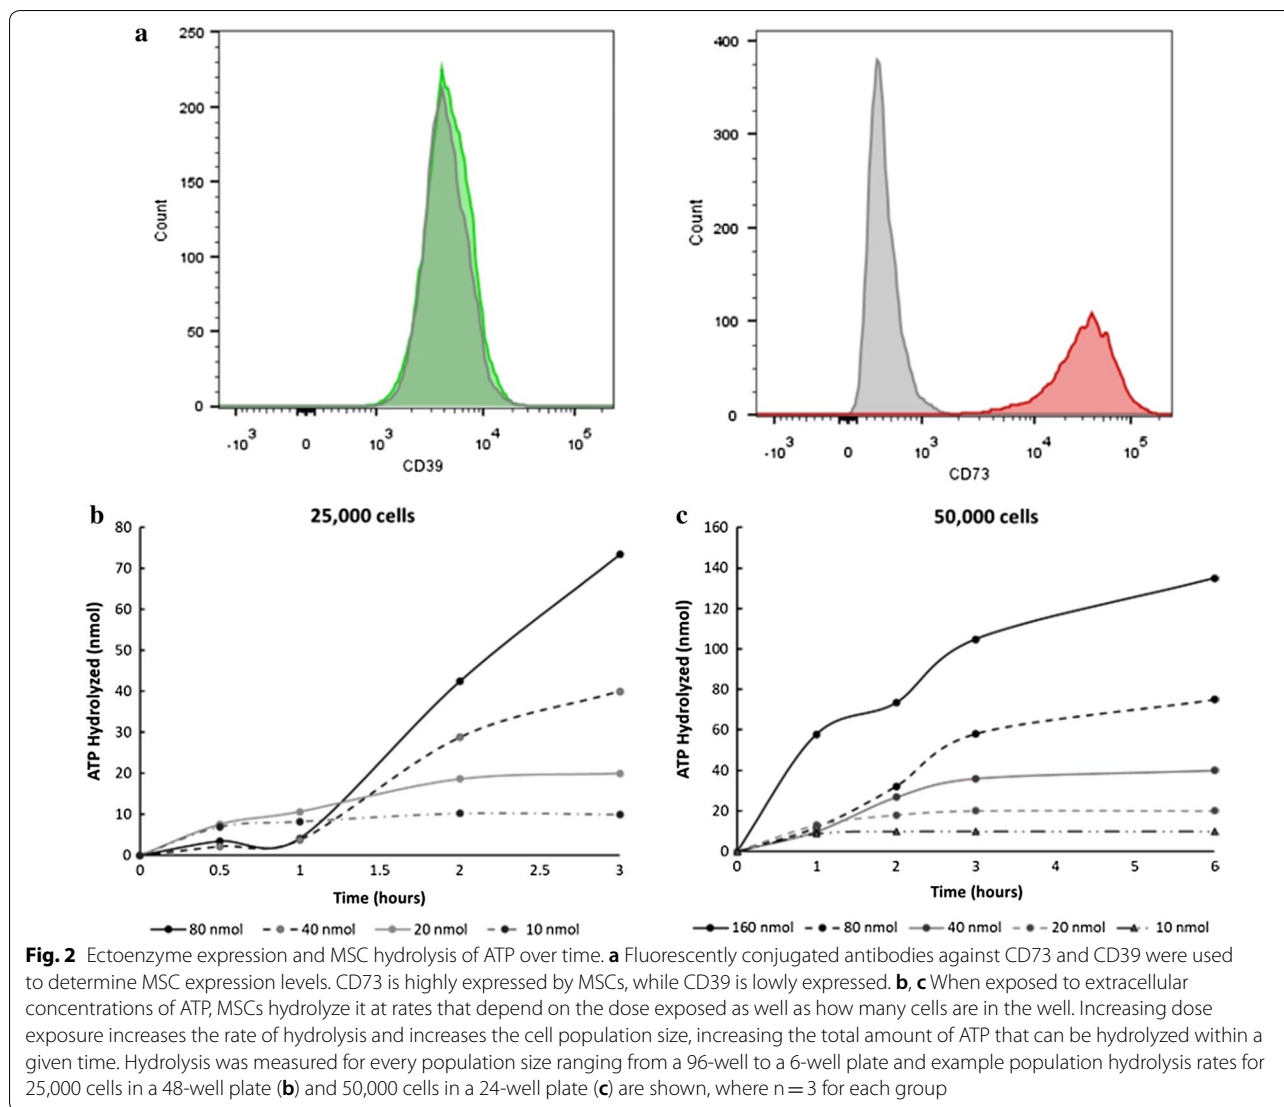 a
250
200
150
100
50
0
Count
-10³ 0 10³ 10⁴ 10⁵
CD39
400
300
200
100
0
Count
-10³ 0 10³ 10⁴ 10⁵
CD73
b
25,000 cells
80
70
60
50
40
30
20
10
0
ATP Hydrolyzed (nmol)
0 0.5 1 2 2.5 3
Time (hours)
80 nmol 40 nmol 20 nmol 10 nmol
c
50,000 cells
160
140
120
100
80
60
40
20
0
ATP Hydrolyzed (nmol)
0 1 2 3 4 5 6
Time (hours)
160 nmol 80 nmol 40 nmol 20 nmol 10 nmol
Fig. 2 Ectoenzyme expression and MSC hydrolysis of ATP over time. a Fluorescently conjugated antibodies against CD73 and CD39 were used
to determine MSC expression levels. CD73 is highly expressed by MSCs, while CD39 is lowly expressed. b, c When exposed to extracellular
concentrations of ATP, MSCs hydrolyze it at rates that depend on the dose exposed as well as how many cells are in the well. Increasing dose
exposure increases the rate of hydrolysis and increases the cell population size, increasing the total amount of ATP that can be hydrolyzed within a
given time. Hydrolysis was measured for every population size ranging from a 96-well to a 6-well plate and example population hydrolysis rates for
25,000 cells in a 48-well plate (b) and 50,000 cells in a 24-well plate (c) are shown, where n = 3 for each group